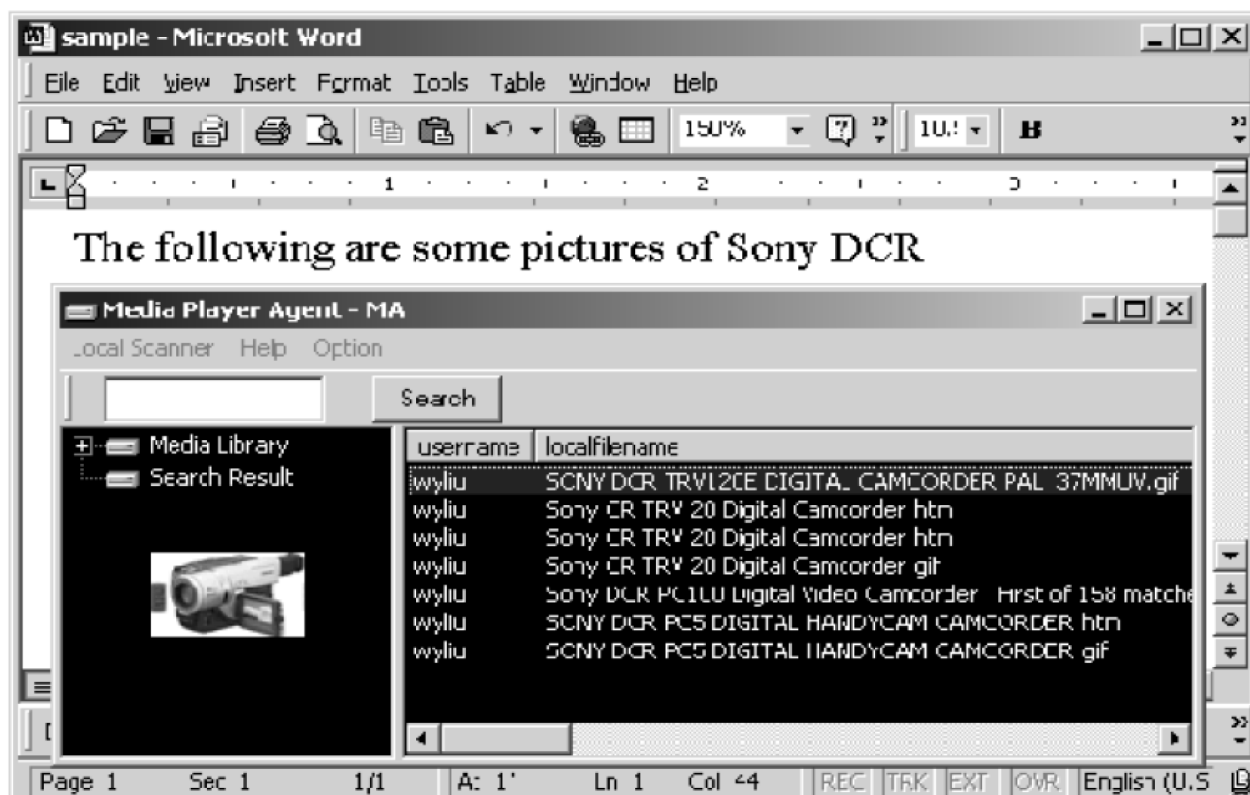 sample - Microsoft Word
File Edit View Insert Format Tools Table Window Help
150%
The following are some pictures of Sony DCR
Media Player Agent - MA
Local Scanner Help Option
Search
Media Library
Search Result
username localfilename
wyliu SONY DCR TRV120E DIGITAL CAMCORDER PAL 37MMUV.gif
wyliu Sony CR TRV 20 Digital Camcorder htm
wyliu Sony CR TRV 20 Digital Camcorder htm
wyliu Sony CR TRV 20 Digital Camcorder gif
wyliu Sony DCR PC100 Digital Video Camcorder First of 158 matche
wyliu SONY DCR PC5 DIGITAL HANDYCAM CAMCORDER htm
wyliu SONY DCR PC5 DIGITAL HANDYCAM CAMCORDER gif
Page 1 Sec 1 1/1 At 1" Ln 1 Col 44 REC TRK EXT OVR English (U.S